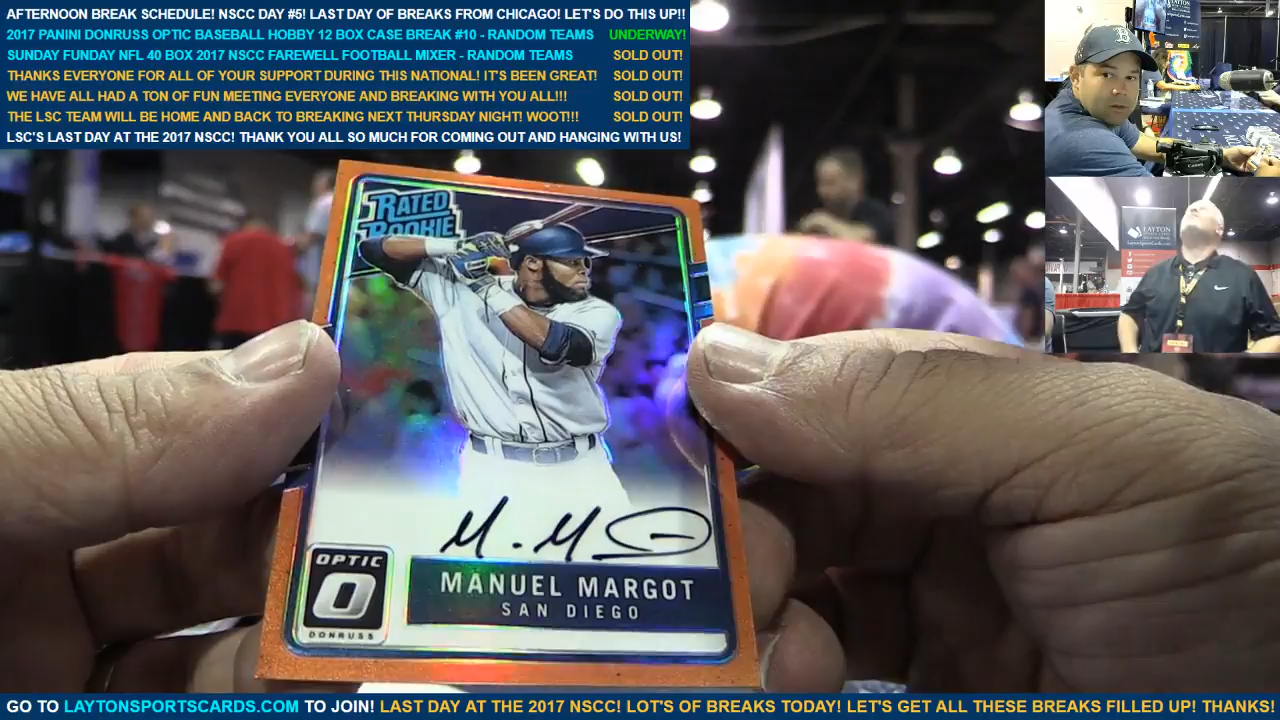 AFTERNOON BREAK SCHEDULE! NSCC DAY #5! LAST DAY OF BREAKS FROM CHICAGO! LET'S DO THIS UP!!
2017 PANINI DONRUSS OPTIC BASEBALL HOBBY 12 BOX CASE BREAK #10 - RANDOM TEAMS UNDERWAY!
SUNDAY FUNDAY NFL 40 BOX 2017 NSCC FAREWELL FOOTBALL MIXER - RANDOM TEAMS SOLD OUT!
THANKS EVERYONE FOR ALL OF YOUR SUPPORT DURING THIS NATIONAL! IT'S BEEN GREAT! SOLD OUT!
WE HAVE ALL HAD A TON OF FUN MEETING EVERYONE AND BREAKING WITH YOU ALL!!! SOLD OUT!
THE LSC TEAM WILL BE HOME AND BACK TO BREAKING NEXT THURSDAY NIGHT! WOOT!!! SOLD OUT!
LSC'S LAST DAY AT THE 2017 NSCC! THANK YOU ALL SO MUCH FOR COMING OUT AND HANGING WITH US!
LAYTON
Canon
RATED
ROOKIE
M. M
OPTIC
O
DONRUSS
MANUEL MARGOT
SAN DIEGO
GO TO LAYTONSPORTSCARDS.COM TO JOIN! LAST DAY AT THE 2017 NSCC! LOT'S OF BREAKS TODAY! LET'S GET ALL THESE BREAKS FILLED UP! THANKS!